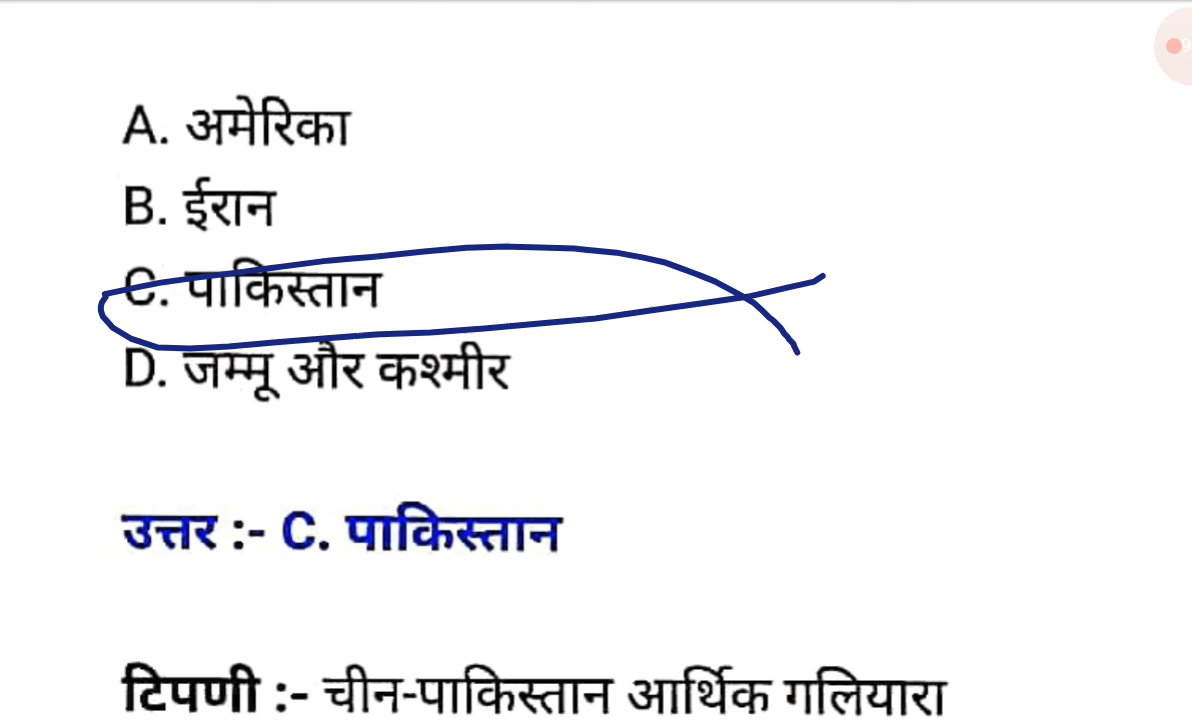 A. अमेरिका
B. ईरान
C. पाकिस्तान
D. जम्मू और कश्मीर
उत्तर :- C. पाकिस्तान
टिपणी :- चीन-पाकिस्तान आर्थिक गलियारा